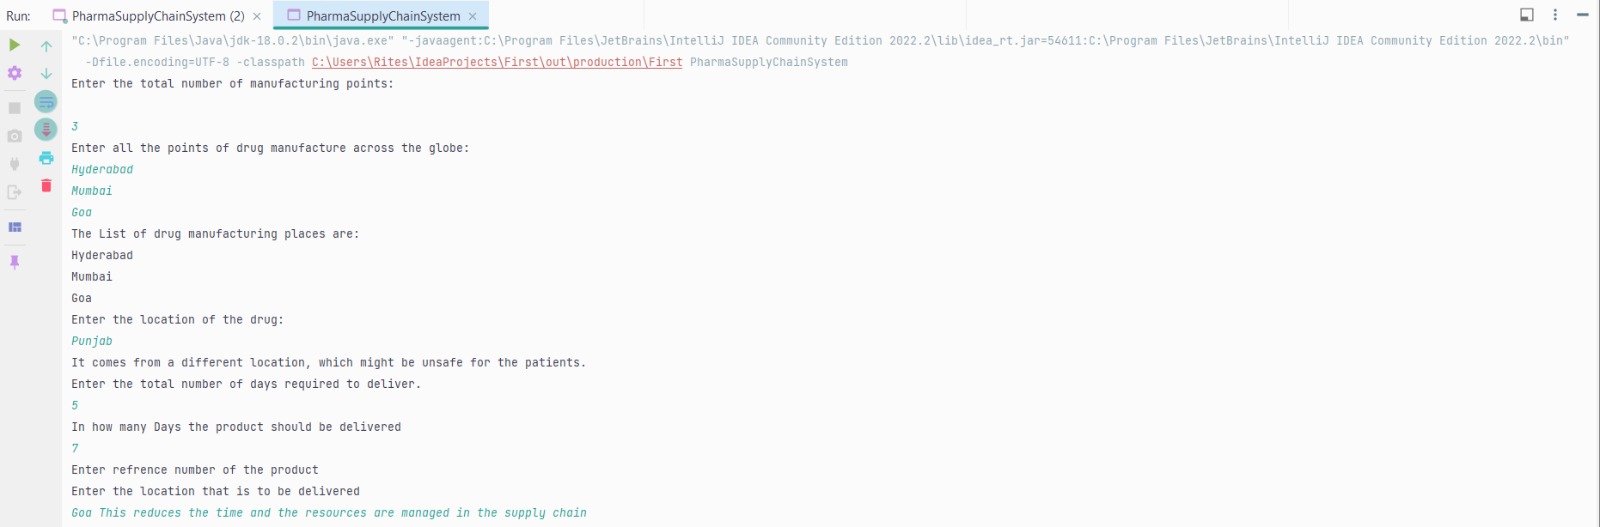 Run: PharmaSupplyChainSystem (2) × PharmaSupplyChainSystem ×
"C:\Program Files\Java\jdk-18.0.2\bin\java.exe" "-javaagent:C:\Program Files\JetBrains\IntelliJ IDEA Community Edition 2022.2\lib\idea_rt.jar=54611:C:\Program Files\JetBrains\IntelliJ IDEA Community Edition 2022.2\bin"
-Dfile.encoding=UTF-8 -classpath C:\Users\Rites\IdeaProjects\First\out\production\First PharmaSupplyChainSystem
Enter the total number of manufacturing points:
3
Enter all the points of drug manufacture across the globe:
Hyderabad
Mumbai
Goa
The List of drug manufacturing places are:
Hyderabad
Mumbai
Goa
Enter the location of the drug:
Punjab
It comes from a different location, which might be unsafe for the patients.
Enter the total number of days required to deliver.
5
In how many Days the product should be delivered
7
Enter refrence number of the product
Enter the location that is to be delivered
Goa This reduces the time and the resources are managed in the supply chain